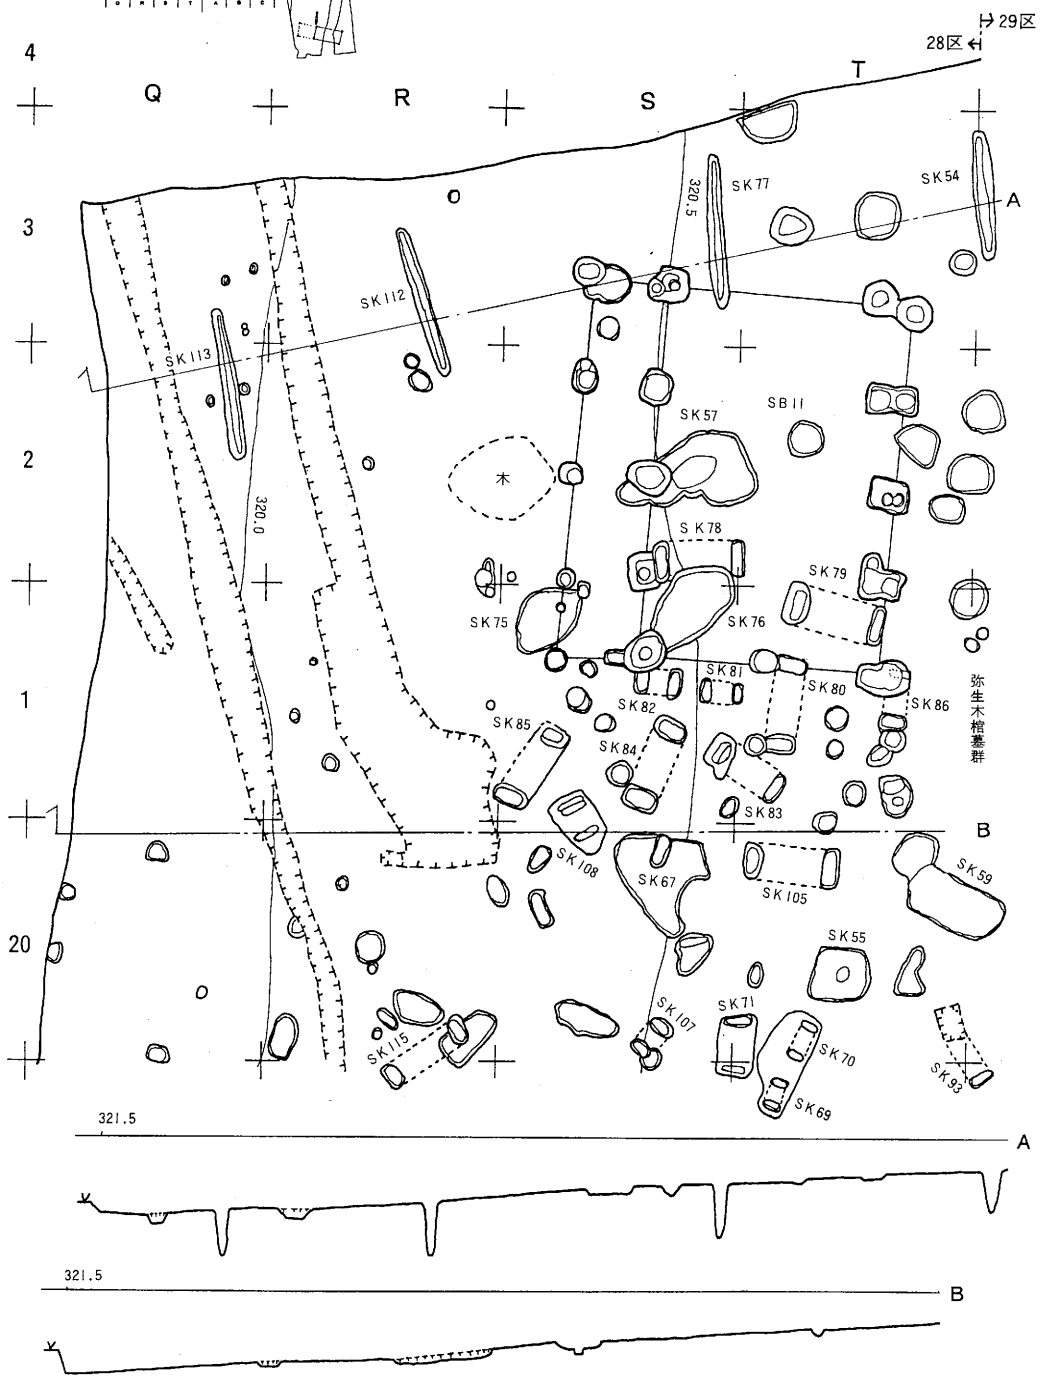 29区
28区
4
Q
R
S
T
3
SK77
SK54
A
320.5
SK112
SK113
SK57
SB11
2
木
320.0
SK78
SK79
SK75
SK76
1
SK81
SK82
SK80
SK86
弥生木棺墓群
SK85
SK84
SK83
B
SK108
SK67
SK105
SK59
20
SK55
SK71
SK107
SK70
SK115
SK93
SK69
321.5
A
321.5
B